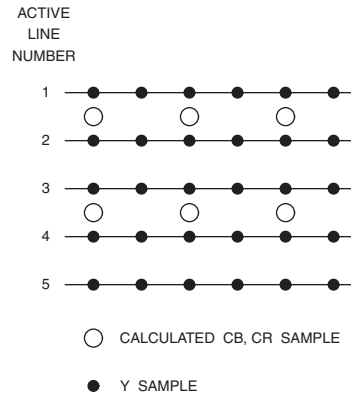 ACTIVE
LINE
NUMBER
1
2
3
4
5
CALCULATED CB, CR SAMPLE
Y SAMPLE